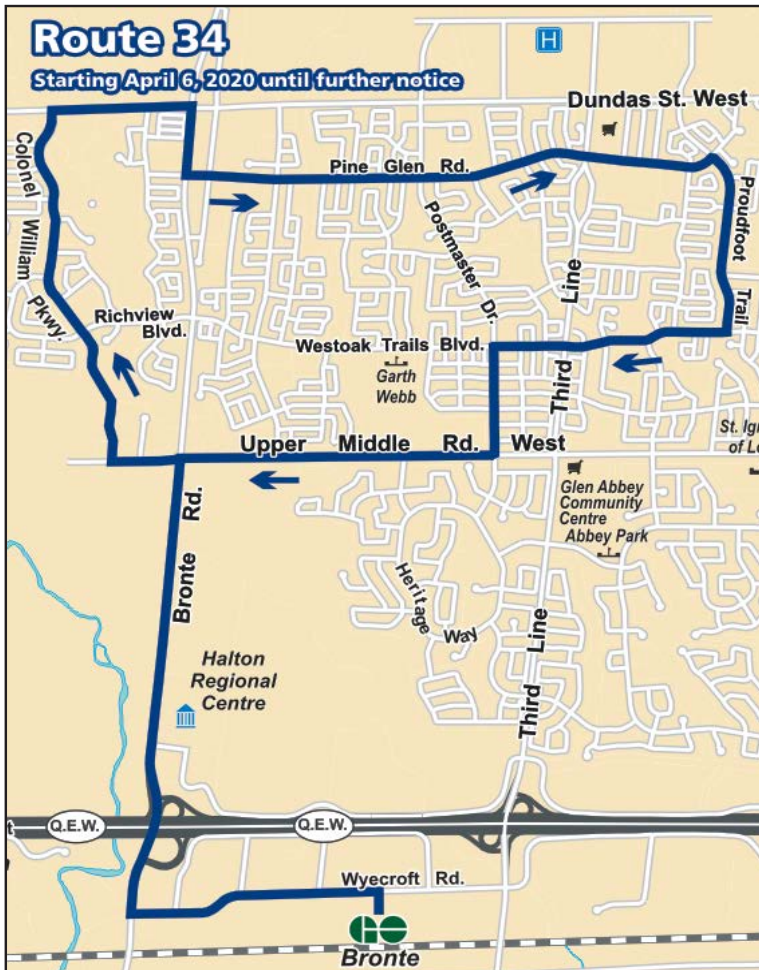 Route 34
Starting April 6, 2020 until further notice
H
Dundas St. West
Colonel William Pkwy.
Pine Glen Rd.
Proudfoot Trail
Postmaster Dr.
Third Line
Richview
Blvd.
Westoak Trails Blvd.
Garth
Webb
Upper Middle Rd. West
St. Ig
of L
Glen Abbey
Community
Centre
Abbey Park
Bronte Rd.
Heritage Way
Third Line
Halton
Regional
Centre
Q.E.W.
Q.E.W.
Wyecroft Rd.
GO
Bronte